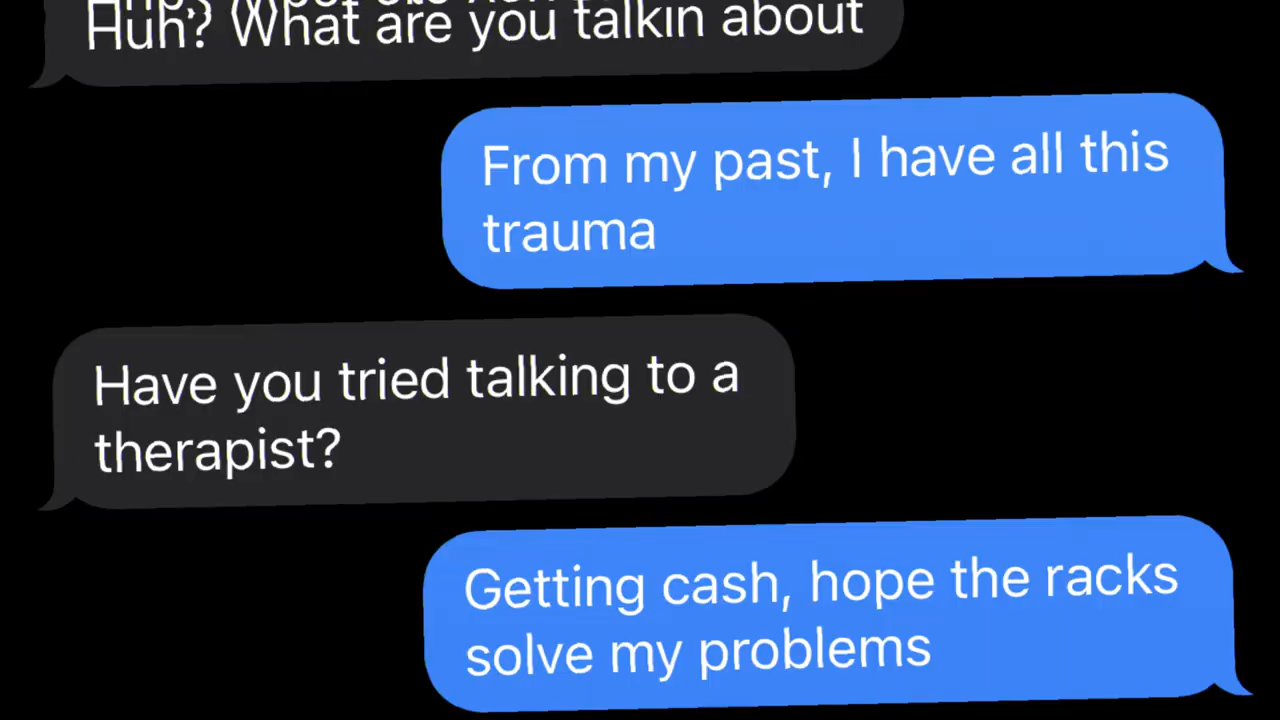 Huh? What are you talkin about
From my past, I have all this
trauma
Have you tried talking to a
therapist?
Getting cash, hope the racks
solve my problems